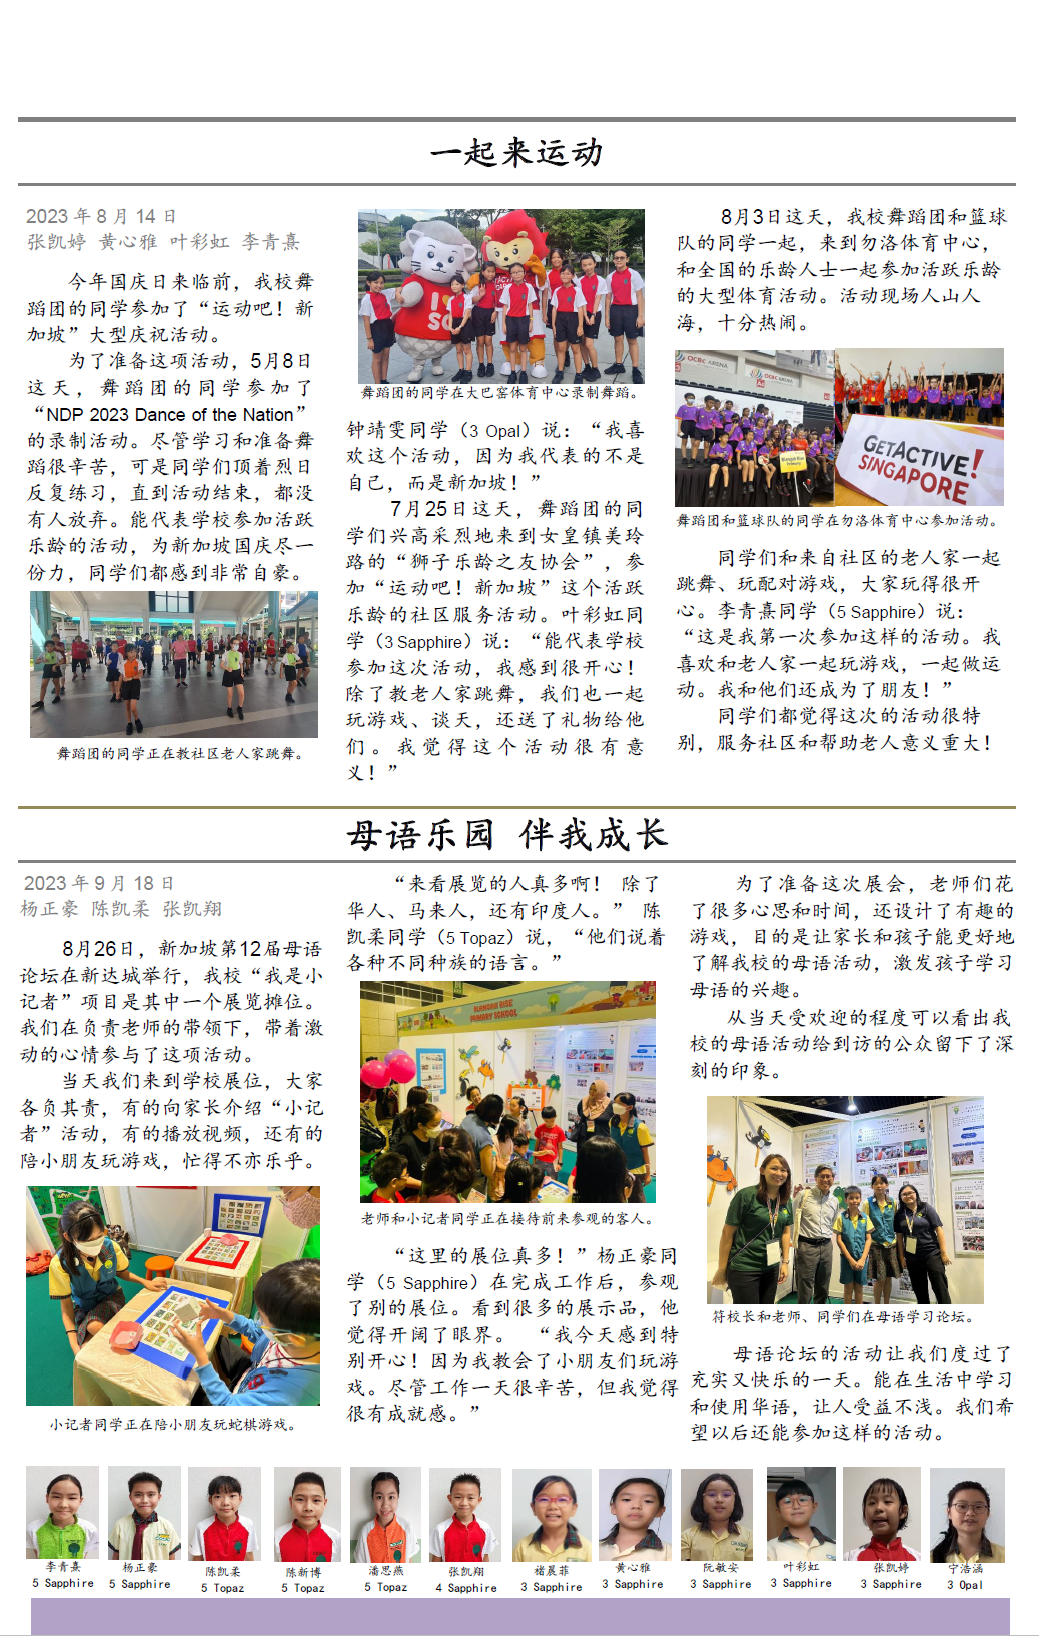 一起来运动
2023 年 8 月 14 日
张凯婷 黄心雅 叶彩虹 李青熹
今年国庆日来临前，我校舞
蹈团的同学参加了“运动吧！新
加坡”大型庆祝活动。
为了准备这项活动，5月8日
这天，舞蹈团的同学参加了
“NDP 2023 Dance of the Nation”
的录制活动。尽管学习和准备舞
蹈很辛苦，可是同学们顶着烈日
反复练习，直到活动结束，都没
有人放弃。能代表学校参加活跃
乐龄的活动，为新加坡国庆尽一
份力，同学们都感到非常自豪。
舞蹈团的同学正在教社区老人家跳舞。
舞蹈团的同学在大巴窑体育中心录制舞蹈。
钟靖雯同学（3 Opal）说：“我喜
欢这个活动，因为我代表的不是
自己，而是新加坡！”
7月25日这天，舞蹈团的同
学们兴高采烈地来到女皇镇美玲
路的“狮子乐龄之友协会”，参
加“运动吧！新加坡”这个活跃
乐龄的社区服务活动。叶彩虹同
学（3 Sapphire）说：“能代表学校
参加这次活动，我感到很开心！
除了教老人家跳舞，我们也一起
玩游戏、谈天，还送了礼物给他
们。我觉得这个活动很有意
义！”
8月3日这天，我校舞蹈团和篮球
队的同学一起，来到勿洛体育中心，
和全国的乐龄人士一起参加活跃乐龄
的大型体育活动。活动现场人山人
海，十分热闹。
OCBC ARENA
OCBC ARENA
Blangah Rise
Primary
GETACTIVE!
SINGAPORE
舞蹈团和篮球队的同学在勿洛体育中心参加活动。
同学们和来自社区的老人家一起
跳舞、玩配对游戏，大家玩得很开
心。李青熹同学（5 Sapphire）说：
“这是我第一次参加这样的活动。我
喜欢和老人家一起玩游戏，一起做运
动。我和他们还成为了朋友！”
同学们都觉得这次的活动很特
别，服务社区和帮助老人意义重大！
母语乐园 伴我成长
2023 年 9 月 18 日
杨正豪 陈凯柔 张凯翔
8月26日，新加坡第12届母语
论坛在新达城举行，我校“我是小
记者”项目是其中一个展览摊位。
我们在负责老师的带领下，带着激
动的心情参与了这项活动。
当天我们来到学校展位，大家
各负其责，有的向家长介绍“小记
者”活动，有的播放视频，还有的
陪小朋友玩游戏，忙得不亦乐乎。
小记者同学正在陪小朋友玩蛇棋游戏。
“来看展览的人真多啊！ 除了
华人、马来人，还有印度人。” 陈
凯柔同学（5 Topaz）说，“他们说着
各种不同种族的语言。”
BLANGAH RISE
PRIMARY SCHOOL
老师和小记者同学正在接待前来参观的客人。
“这里的展位真多！”杨正豪同
学（5 Sapphire）在完成工作后，参观
了别的展位。看到很多的展示品，他
觉得开阔了眼界。 “我今天感到特
别开心！因为我教会了小朋友们玩游
戏。尽管工作一天很辛苦，但我觉得
很有成就感。”
为了准备这次展会，老师们花
了很多心思和时间，还设计了有趣的
游戏，目的是让家长和孩子能更好地
了解我校的母语活动，激发孩子学习
母语的兴趣。
从当天受欢迎的程度可以看出我
校的母语活动给到访的公众留下了深
刻的印象。
符校长和老师、同学们在母语学习论坛。
母语论坛的活动让我们度过了
充实又快乐的一天。能在生活中学习
和使用华语，让人受益不浅。我们希
望以后还能参加这样的活动。
李青熹 杨正豪 陈凯柔 陈新博 潘思燕 张凯翔 褚晨菲 黄心雅 阮敏安 叶彩虹 张凯婷 宁浩涵
5 Sapphire 5 Sapphire 5 Topaz 5 Topaz 5 Topaz 4 Sapphire 3 Sapphire 3 Sapphire 3 Sapphire 3 Sapphire 3 Sapphire 3 Opal